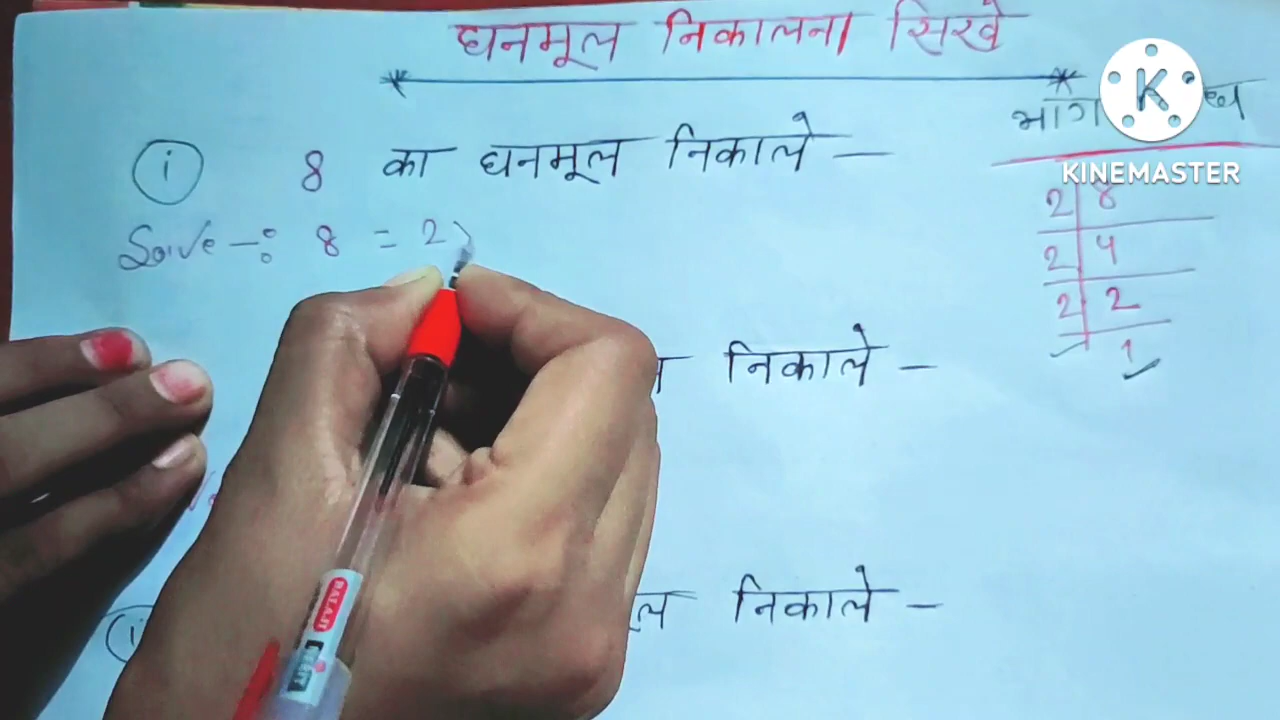 घनमूल निकालना सिखे
भाग
K
KINEMASTER
i 8 का घनमूल निकाले —
Solve -: 8 = 2
2 8
2 4
2 2
1
निकाले —
निकाले —